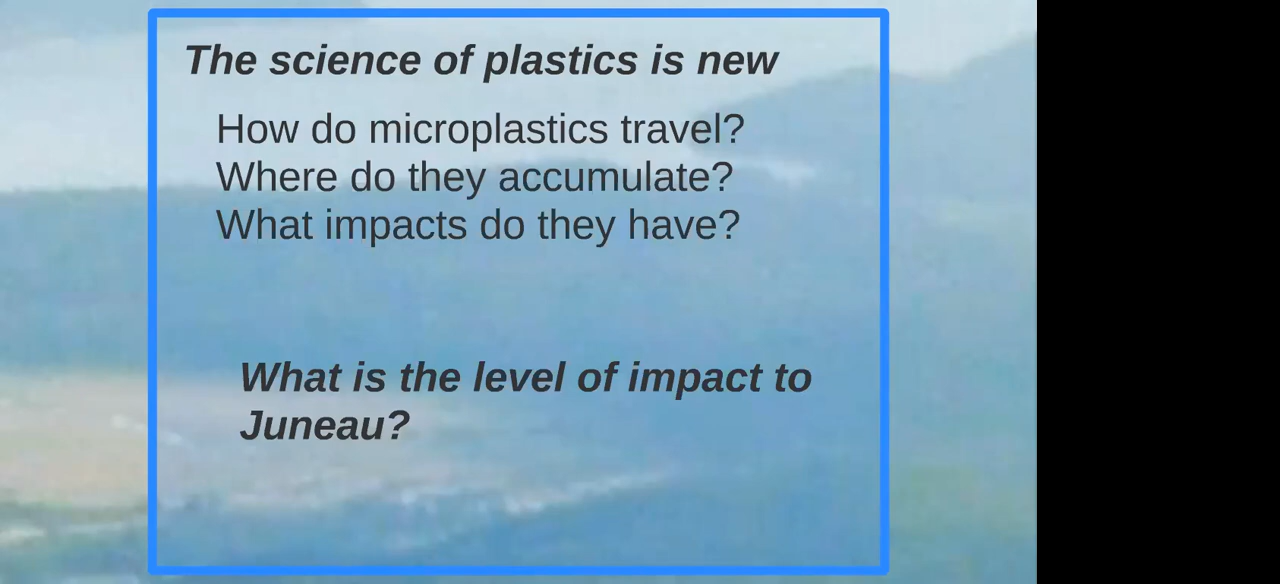 The science of plastics is new
How do microplastics travel?
Where do they accumulate?
What impacts do they have?
What is the level of impact to
Juneau?